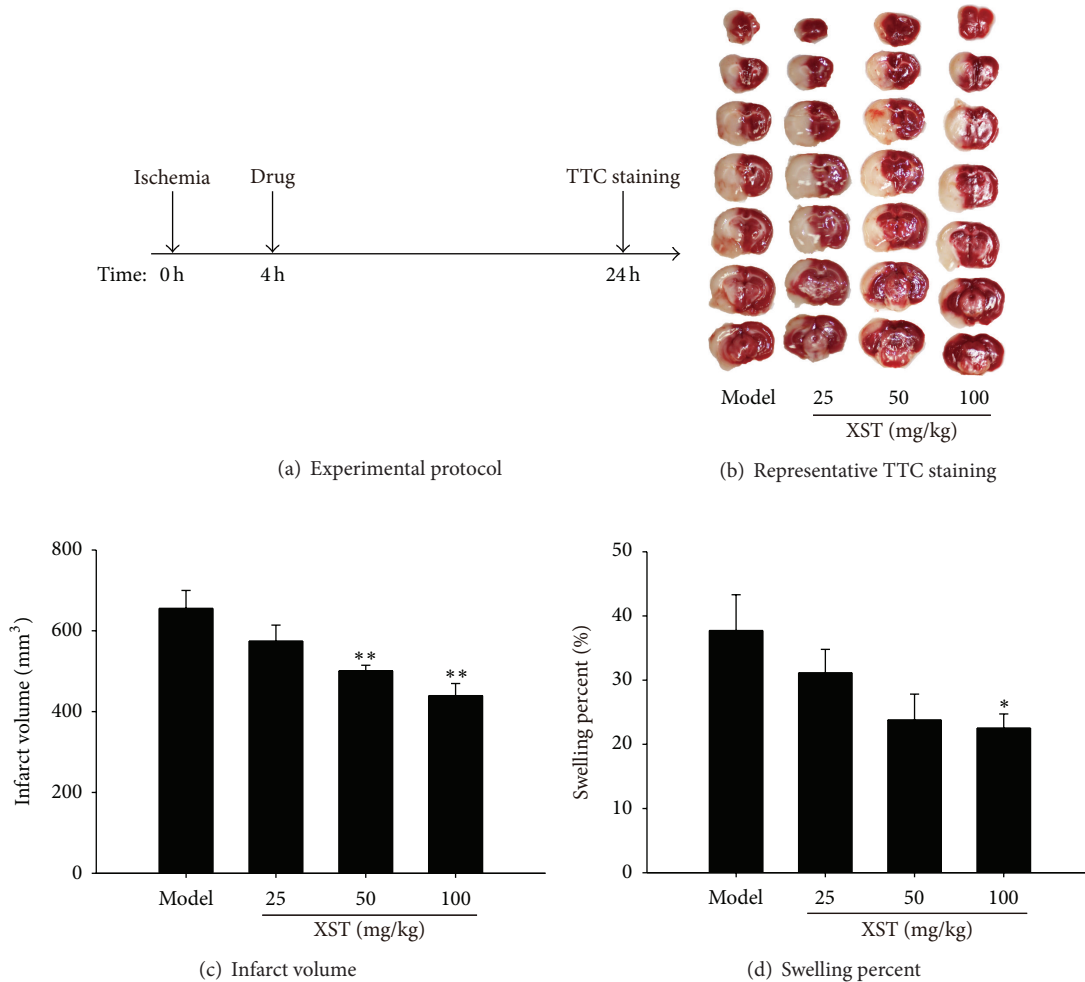 Ischemia Drug TTC staining
Time: 0 h 4 h 24 h
(a) Experimental protocol
Model 25 50 100
XST (mg/kg)
(b) Representative TTC staining
800
600
400
200
0
Infarct volume (mm³)
**
**
Model 25 50 100
XST (mg/kg)
(c) Infarct volume
50
40
30
20
10
0
Swelling percent (%)
*
Model 25 50 100
XST (mg/kg)
(d) Swelling percent